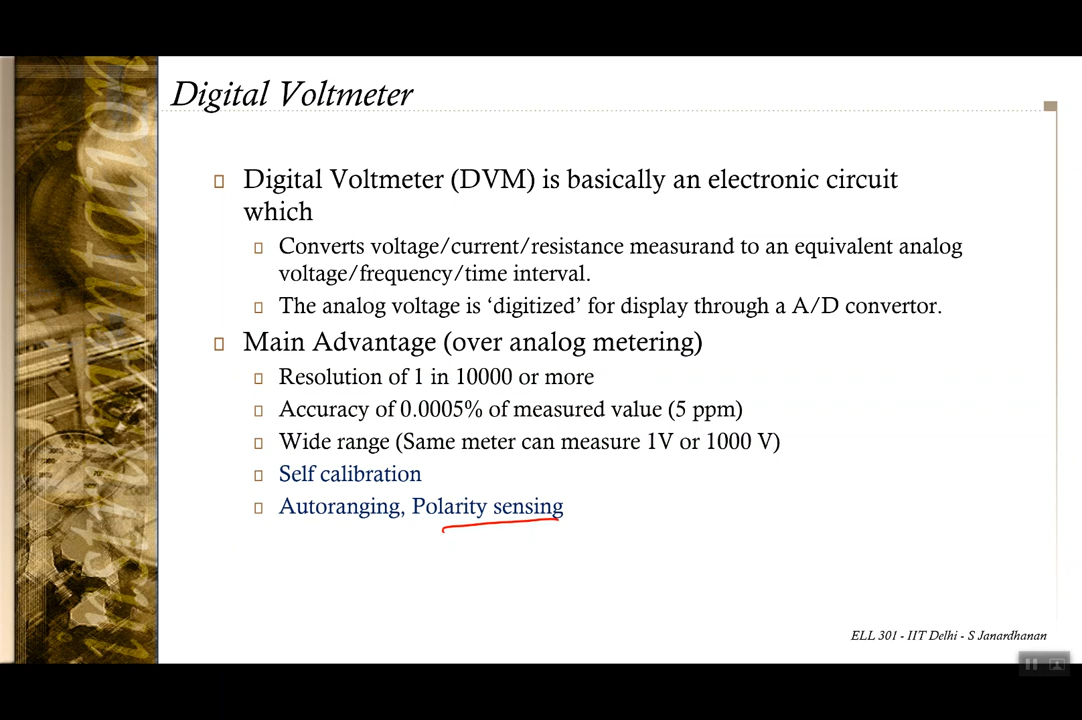 Digital Voltmeter
Digital Voltmeter (DVM) is basically an electronic circuit
which
Converts voltage/current/resistance measurand to an equivalent analog
voltage/frequency/time interval.
The analog voltage is ‘digitized’ for display through a A/D convertor.
Main Advantage (over analog metering)
Resolution of 1 in 10000 or more
Accuracy of 0.0005% of measured value (5 ppm)
Wide range (Same meter can measure 1V or 1000 V)
Self calibration
Autoranging, Polarity sensing
ELL 301 - IIT Delhi - S Janardhanan
instrumentation